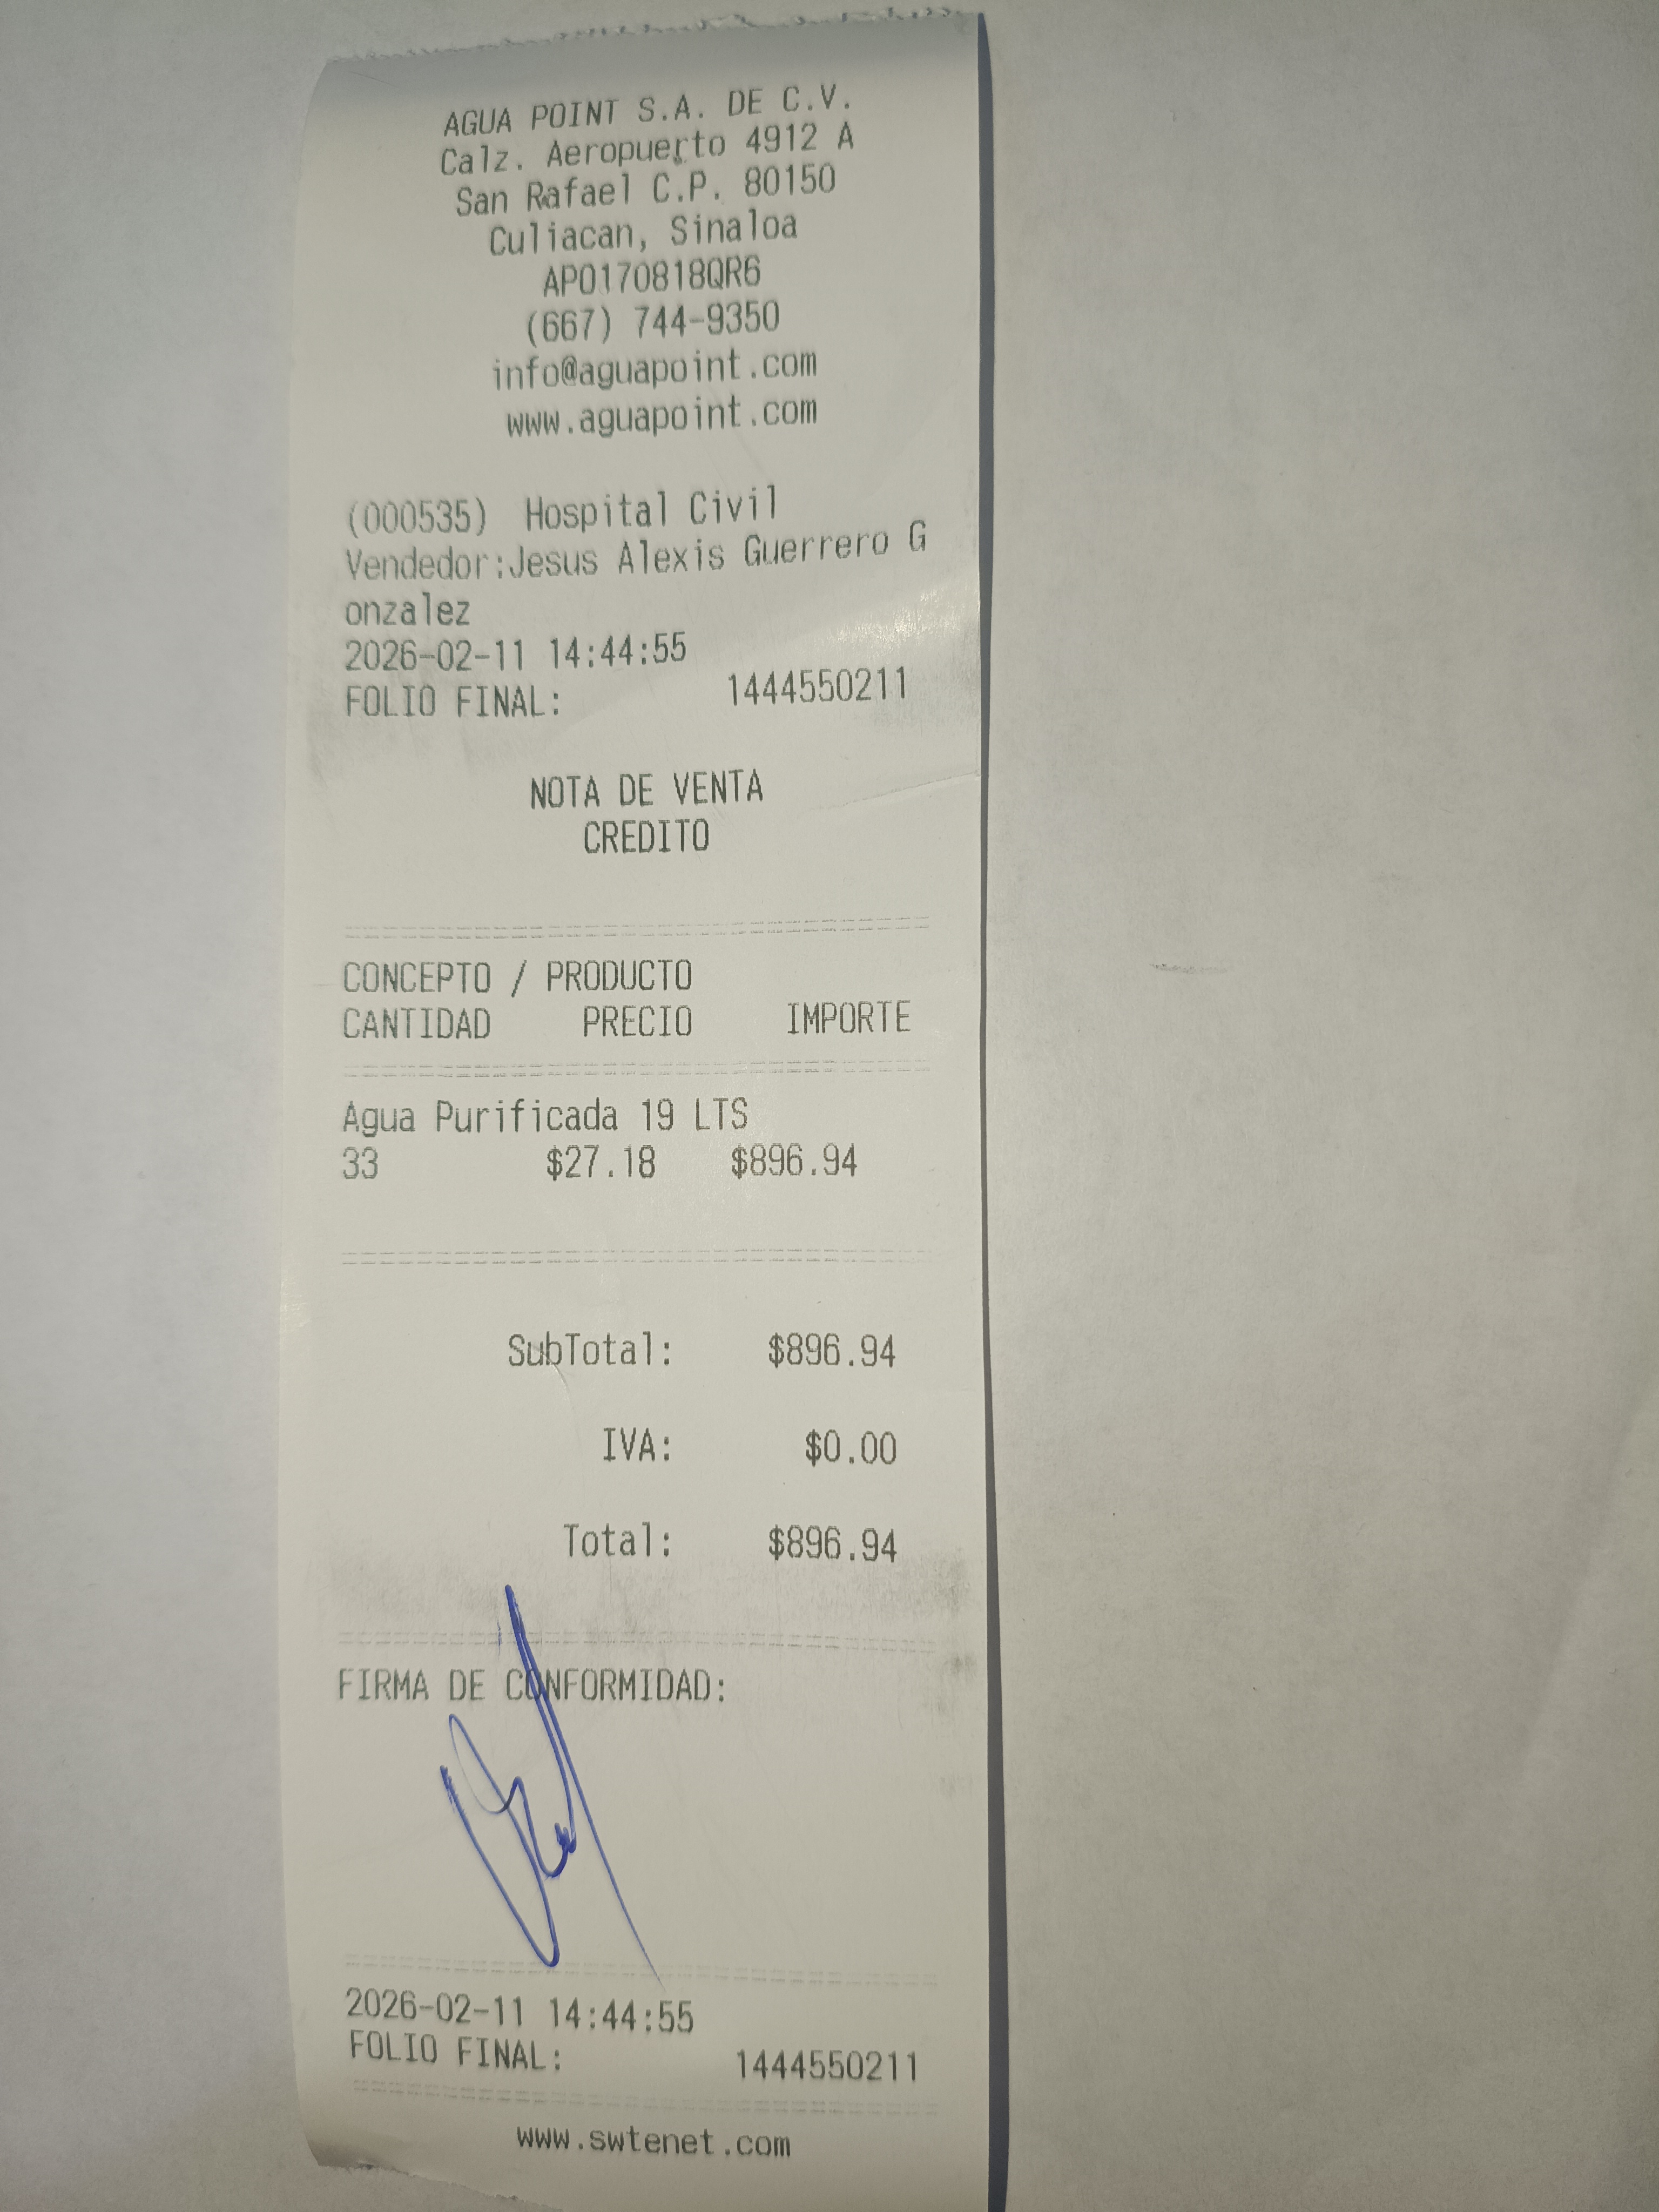 AGUA POINT S.A. DE C.V.
Calz. Aeropuerto 4912 A
San Rafael C.P. 80150
Culiacan, Sinaloa
APO170818QR6
(667) 744-9350
info@aguapoint.com
www.aguapoint.com
(000535) Hospital Civil
Vendedor:Jesus Alexis Guerrero G
onzalez
2026-02-11 14:44:55
FOLIO FINAL: 1444550211
NOTA DE VENTA
CREDITO
CONCEPTO / PRODUCTO
CANTIDAD PRECIO IMPORTE
Agua Purificada 19 LTS
33 $27.18 $896.94
SubTotal: $896.94
IVA: $0.00
Total: $896.94
FIRMA DE CONFORMIDAD:
2026-02-11 14:44:55
FOLIO FINAL: 1444550211
www.swtenet.com